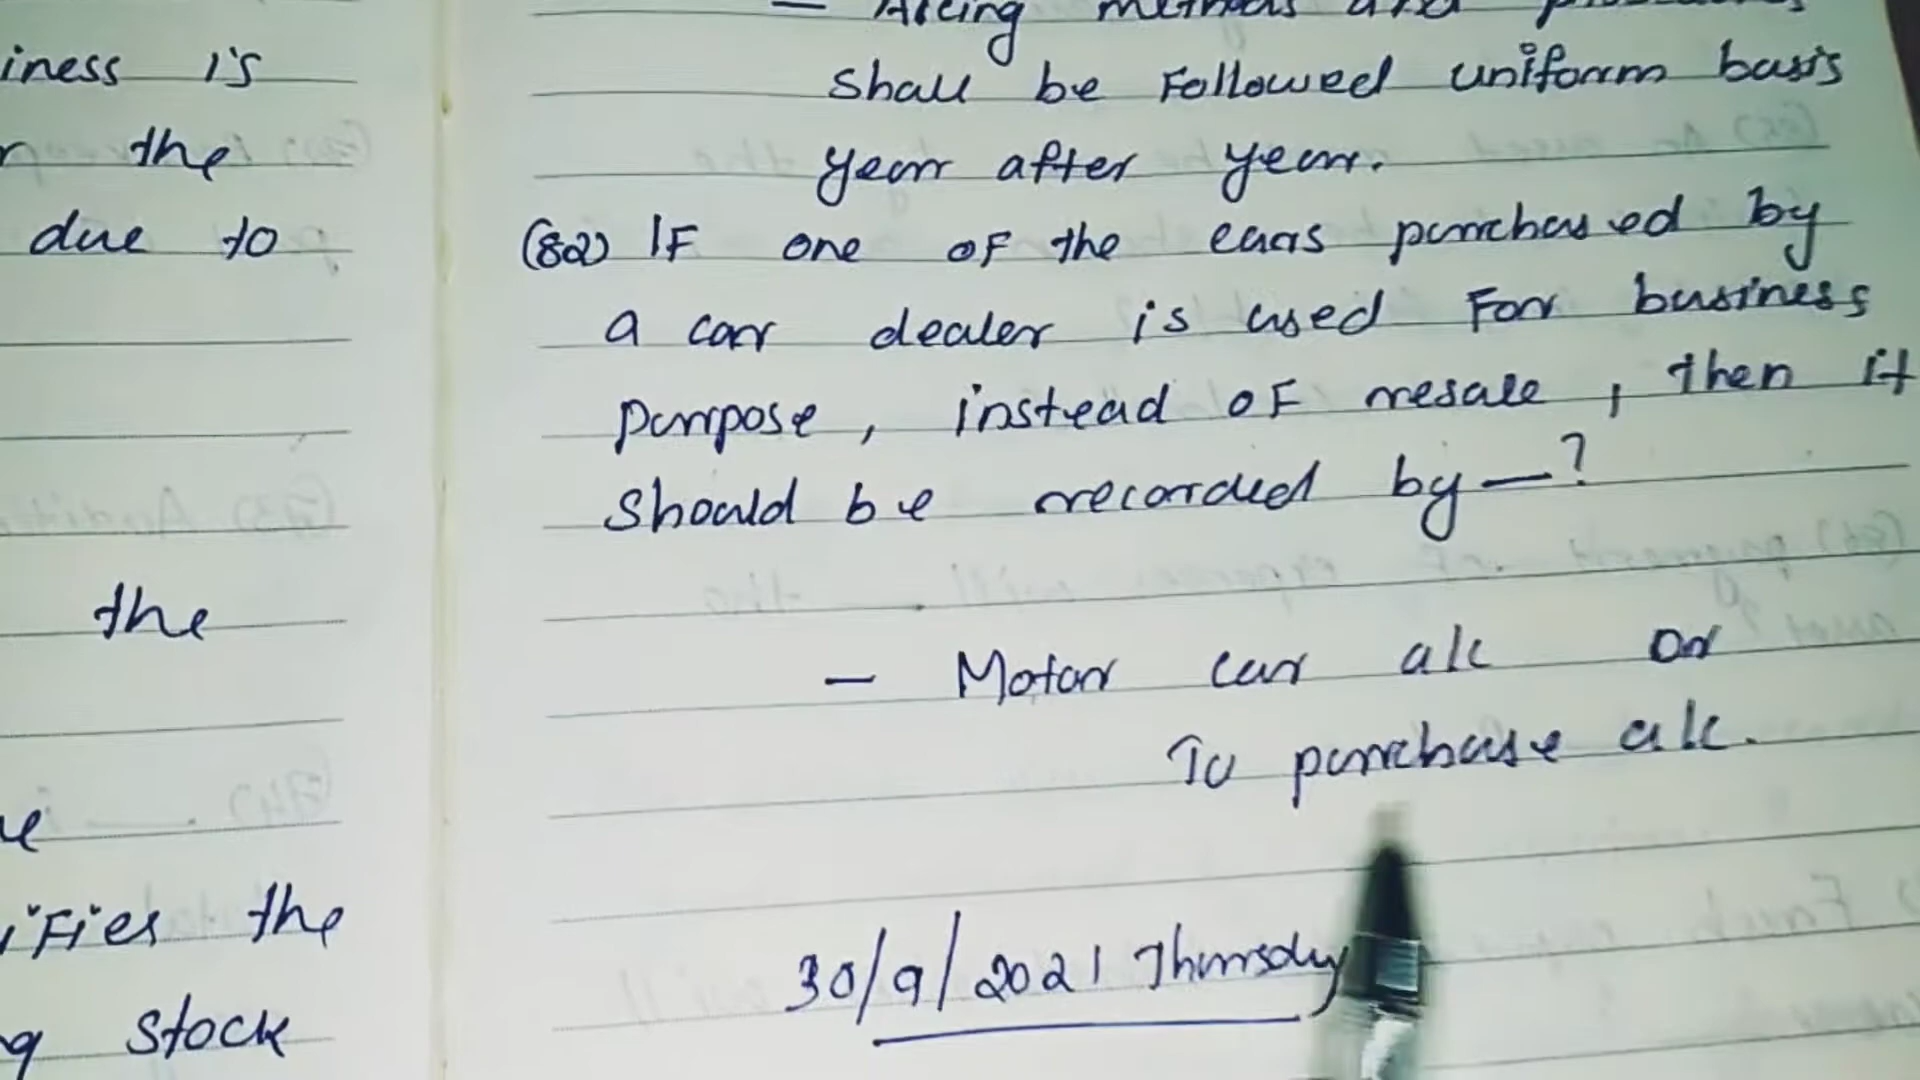 iness is
the
due to
the
ifies the
stock
shall be followed uniform basis
year after year.
(82) If one of the cars purchased by
a car dealer is used for business
purpose, instead of resale, then it
should be recorded by —?
— Motor car a/c Dr
To purchase a/c.
30/9/2021 Thursday